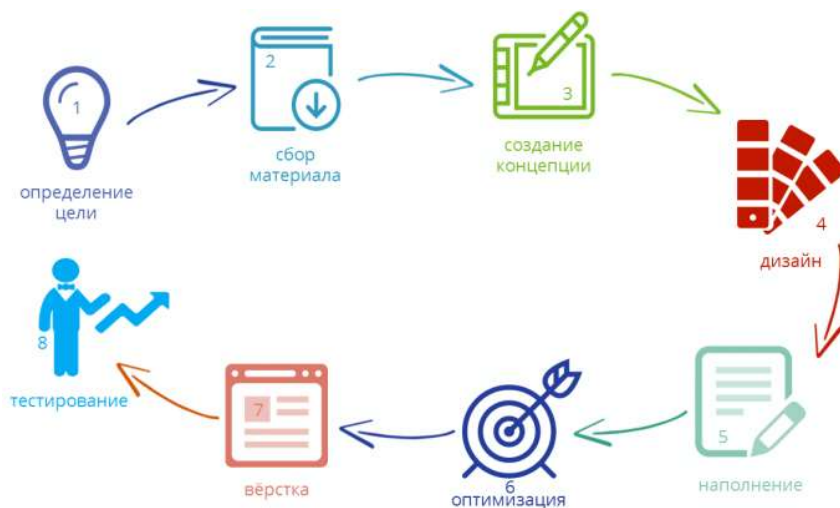 1
определение
цели
2
сбор
материала
3
создание
концепции
4
дизайн
5
наполнение
6
оптимизация
7
вёрстка
8
тестирование